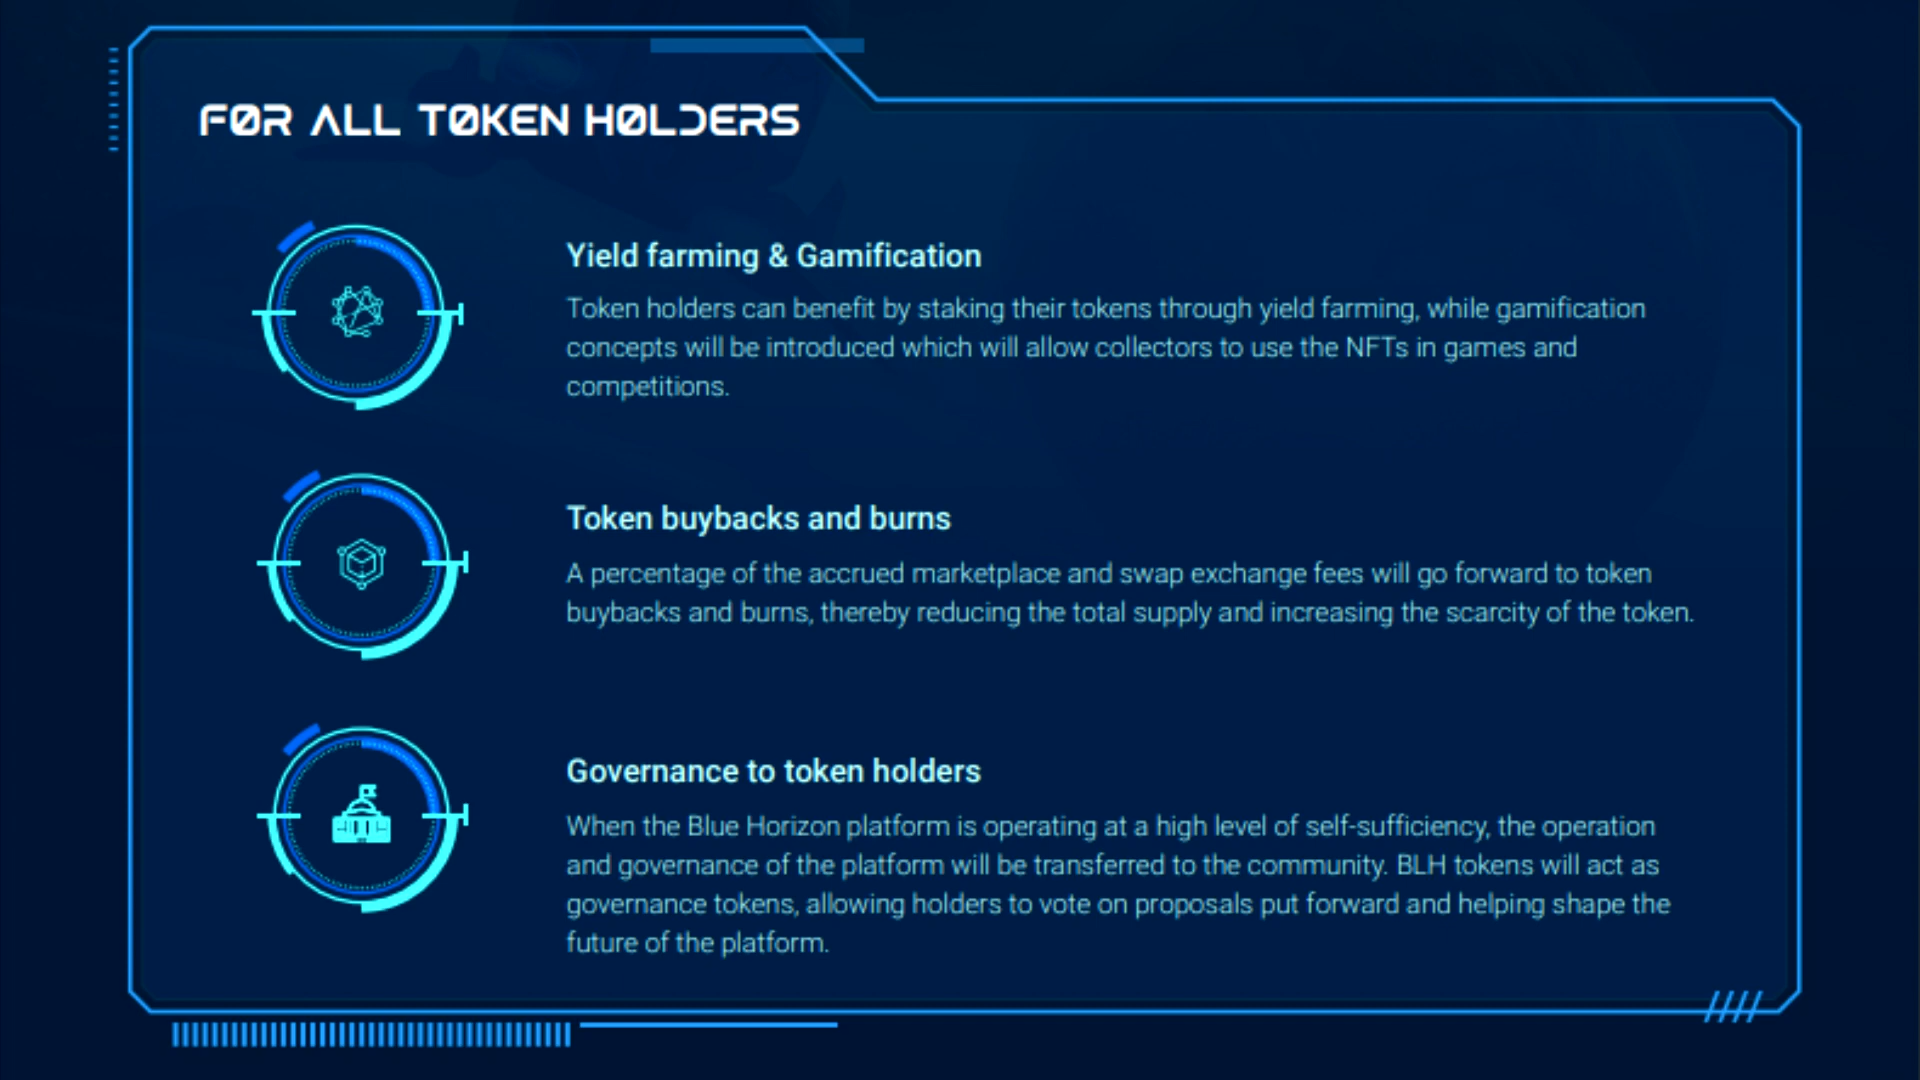 FOR ALL TOKEN HOLDERS
Yield farming & Gamification
Token holders can benefit by staking their tokens through yield farming, while gamification
concepts will be introduced which will allow collectors to use the NFTs in games and
competitions.
Token buybacks and burns
A percentage of the accrued marketplace and swap exchange fees will go forward to token
buybacks and burns, thereby reducing the total supply and increasing the scarcity of the token.
Governance to token holders
When the Blue Horizon platform is operating at a high level of self-sufficiency, the operation
and governance of the platform will be transferred to the community. BLH tokens will act as
governance tokens, allowing holders to vote on proposals put forward and helping shape the
future of the platform.